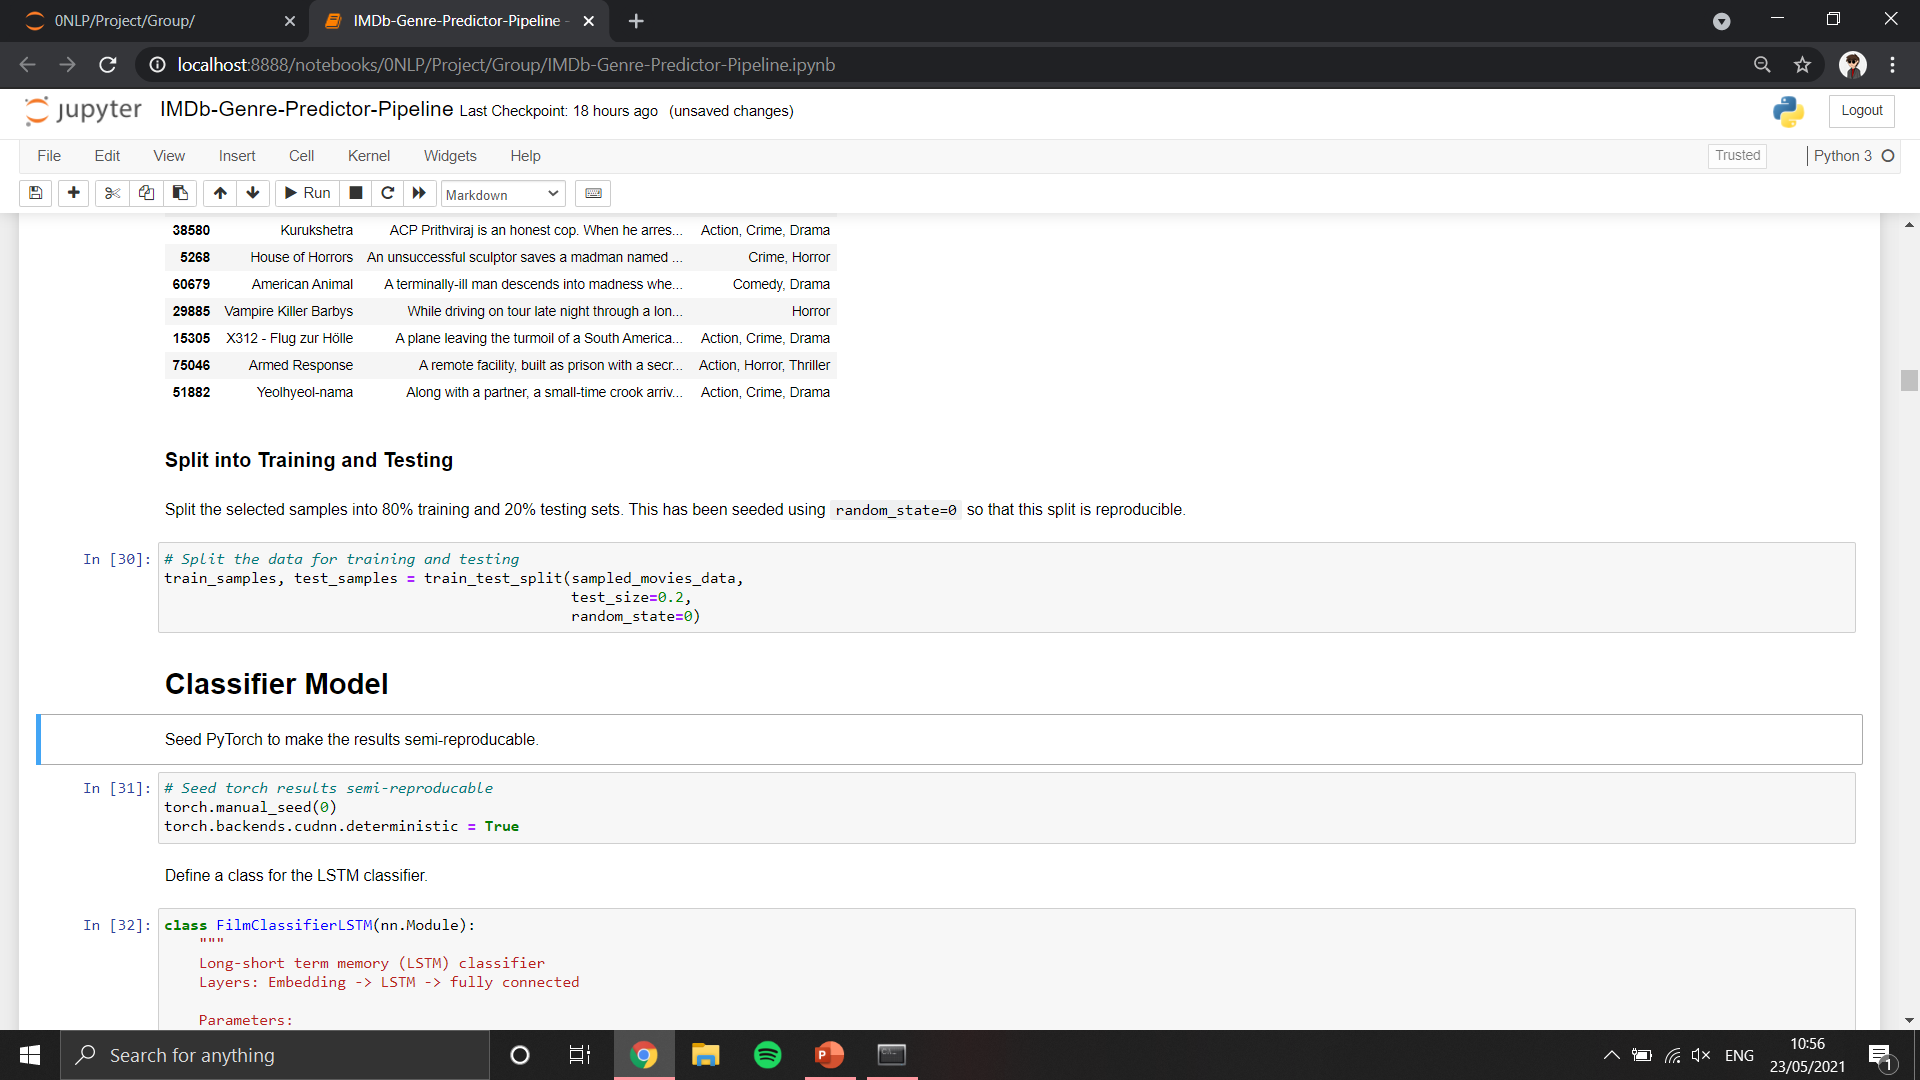 0NLP/Project/Group/
IMDb-Genre-Predictor-Pipeline -
localhost:8888/notebooks/0NLP/Project/Group/IMDb-Genre-Predictor-Pipeline.ipynb
jupyter IMDb-Genre-Predictor-Pipeline Last Checkpoint: 18 hours ago (unsaved changes)
Logout
File Edit View Insert Cell Kernel Widgets Help
Trusted Python 3
Run Markdown
38580 Kurukshetra ACP Prithviraj is an honest cop. When he arres... Action, Crime, Drama
5268 House of Horrors An unsuccessful sculptor saves a madman named ... Crime, Horror
60679 American Animal A terminally-ill man descends into madness whe... Comedy, Drama
29885 Vampire Killer Barbys While driving on tour late night through a lon... Horror
15305 X312 - Flug zur Hölle A plane leaving the turmoil of a South America... Action, Crime, Drama
75046 Armed Response A remote facility, built as prison with a secr... Action, Horror, Thriller
51882 Yeolhyeol-nama Along with a partner, a small-time crook arriv... Action, Crime, Drama
Split into Training and Testing
Split the selected samples into 80% training and 20% testing sets. This has been seeded using random_state=0 so that this split is reproducible.
In [30]: # Split the data for training and testing
train_samples, test_samples = train_test_split(sampled_movies_data,
test_size=0.2,
random_state=0)
Classifier Model
Seed PyTorch to make the results semi-reproducable.
In [31]: # Seed torch results semi-reproducable
torch.manual_seed(0)
torch.backends.cudnn.deterministic = True
Define a class for the LSTM classifier.
In [32]: class FilmClassifierLSTM(nn.Module):
"""
Long-short term memory (LSTM) classifier
Layers: Embedding -> LSTM -> fully connected
Parameters:
Search for anything
ENG
10:56
23/05/2021
1